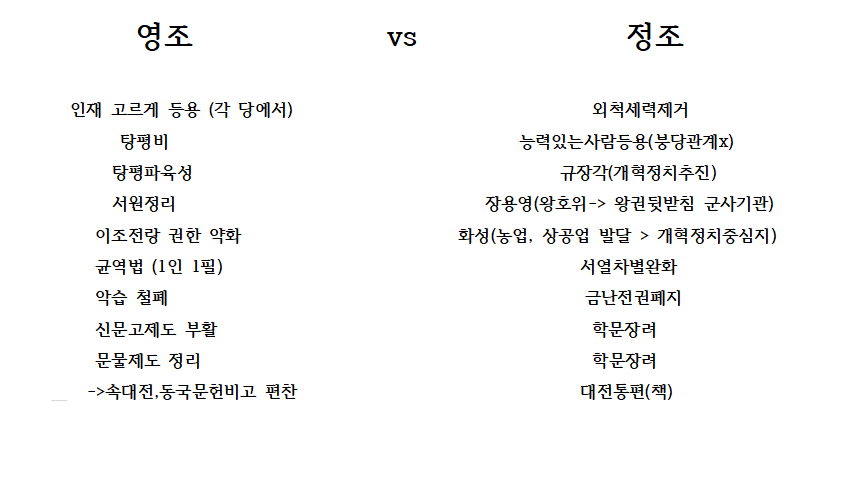 영조 vs 정조
인재 고르게 등용 (각 당에서) 외척세력제거
탕평비 능력있는사람등용(붕당관계x)
탕평파육성 규장각(개혁정치추진)
서원정리 장용영(왕호위-> 왕권뒷받침 군사기관)
이조전랑 권한 약화 화성(농업, 상공업 발달 > 개혁정치중심지)
균역법 (1인 1필) 서열차별완화
악습 철폐 금난전권폐지
신문고제도 부활 학문장려
문물제도 정리 학문장려
->속대전,동국문헌비고 편찬 대전통편(책)